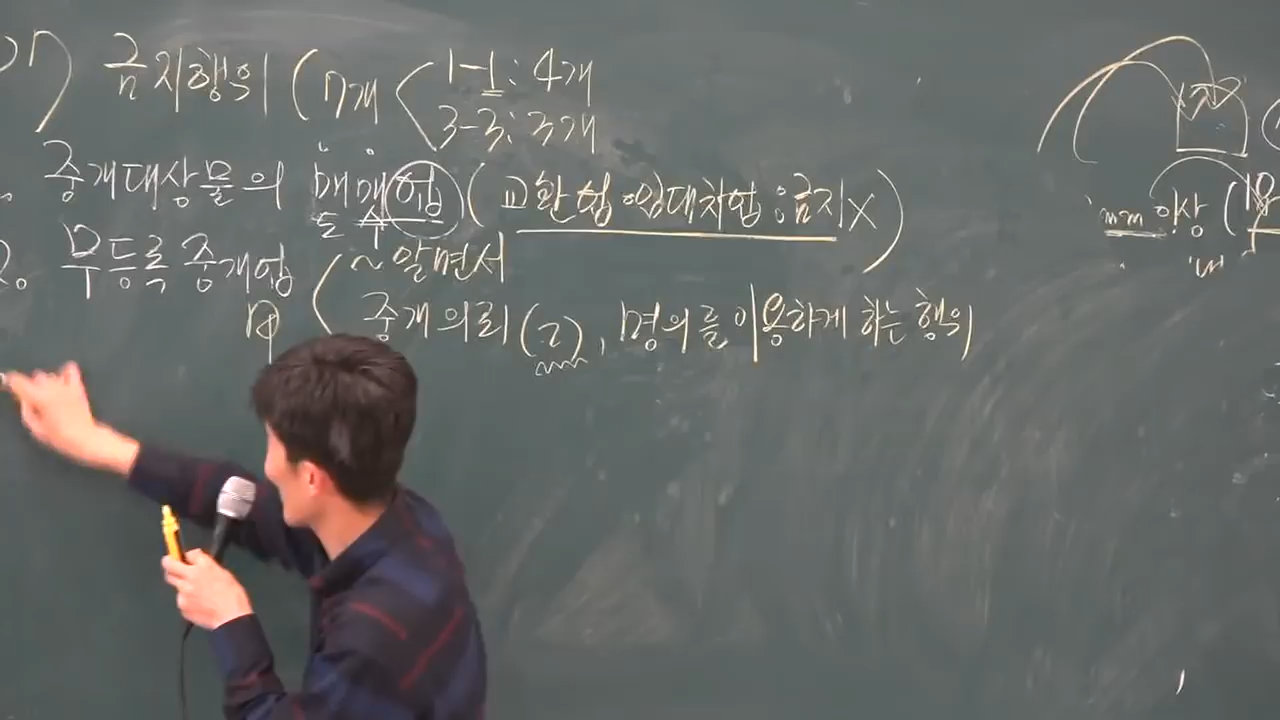 금지행위 (7개
1-1: 4개
3-3: 3개
중개대상물의 매매업 (교환업, 임대차업: 금지X)
2. 무등록 중개업 ( ~ 알면서
중개의뢰(그), 명의를 이용하게 하는 행위
이상